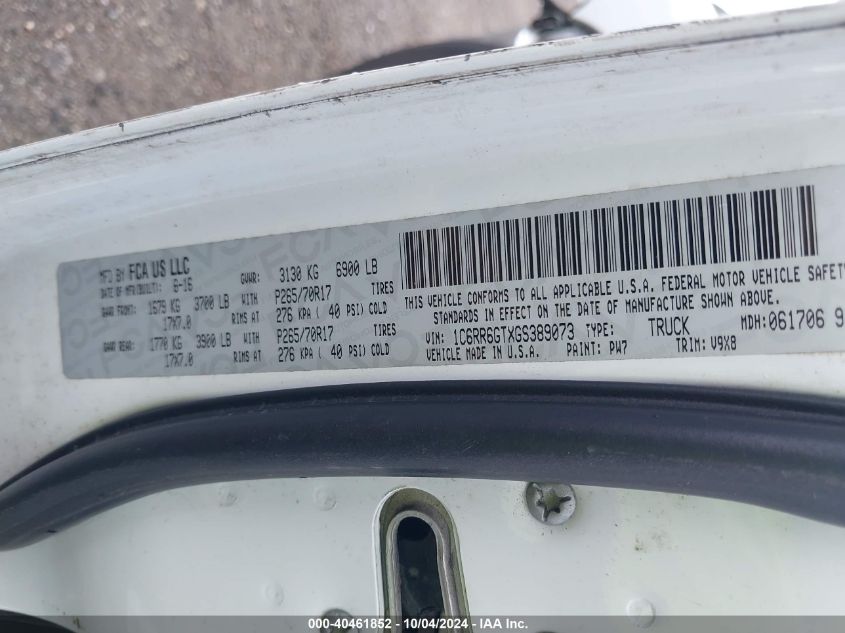 MFD BY FCA US LLC
DATE OF MFR(BUILT): 6-16 GVWR: 3130 KG 6900 LB
GAWR FRONT: 1675 KG 3700 LB WITH P265/70R17 TIRES
17X7.0 RIMS AT 276 KPA ( 40 PSI) COLD
GAWR REAR: 1770 KG 3900 LB WITH P265/70R17 TIRES
17X7.0 RIMS AT 276 KPA ( 40 PSI) COLD
THIS VEHICLE CONFORMS TO ALL APPLICABLE U.S.A. FEDERAL MOTOR VEHICLE SAFETY
STANDARDS IN EFFECT ON THE DATE OF MANUFACTURE SHOWN ABOVE.
VIN: 1C6RR6GTXGS389073 TYPE: TRUCK MDH:061706 9
VEHICLE MADE IN U.S.A. PAINT: PW7 TRIM: V9X8
000-40461852 - 10/04/2024 - IAA Inc.